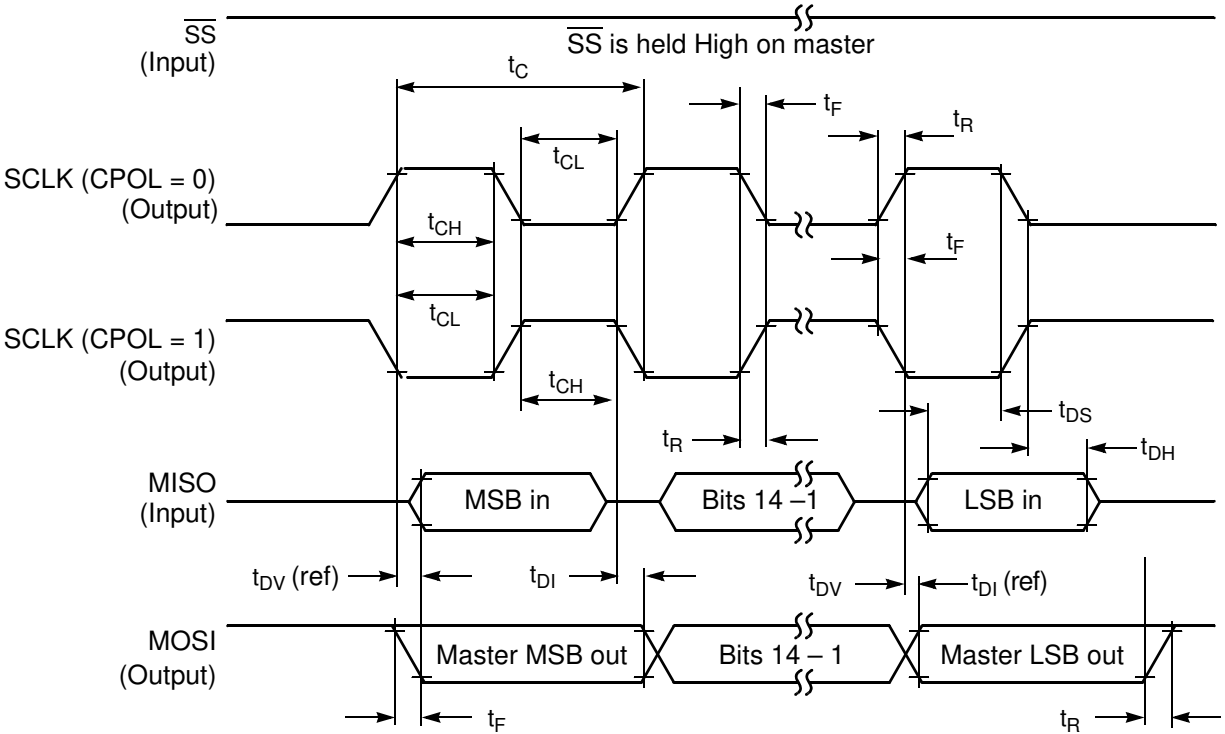 SS
(Input)
SS is held High on master
tC
tF
tR
tCL
SCLK (CPOL = 0)
(Output)
tCH
tF
tCL
SCLK (CPOL = 1)
(Output)
tCH
tDS
tR
tDH
MISO
(Input)
MSB in
Bits 14 –1
LSB in
tDV (ref)
tDI
tDV
tDI (ref)
MOSI
(Output)
Master MSB out
Bits 14 – 1
Master LSB out
tF
tR